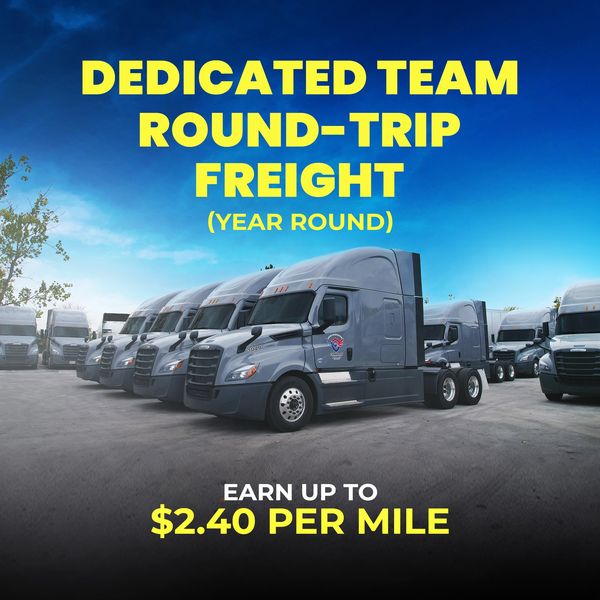 DEDICATED TEAM
ROUND-TRIP
FREIGHT
(YEAR ROUND)
EARN UP TO
$2.40 PER MILE